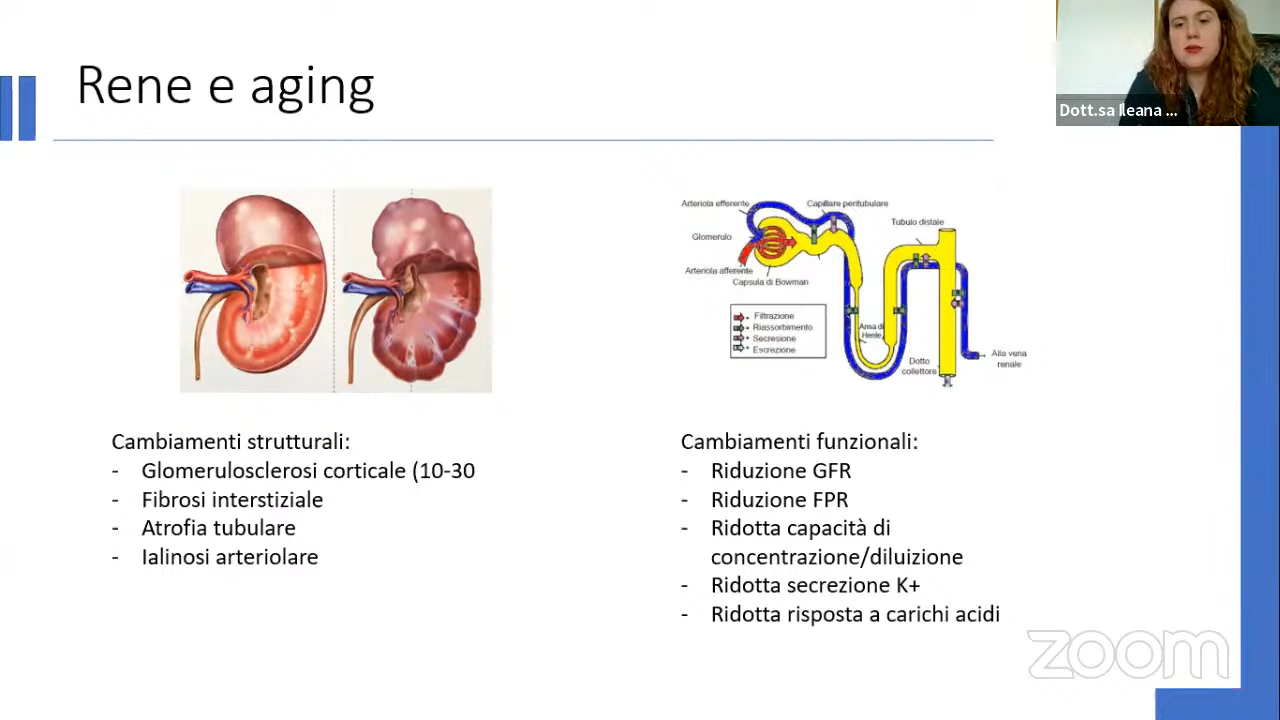 Rene e aging
Dott.sa Ileana ...
Arteriola efferente
Capillare peritubulare
Tubulo distale
Glomerulo
Arteriola afferente
Capsula di Bowman
Filtrazione
Riassorbimento
Secresione
Escrezione
Ansa di
Henle
Dotto
collettore
Alla vena
renale
Cambiamenti strutturali:
- Glomerulosclerosi corticale (10-30
- Fibrosi interstiziale
- Atrofia tubulare
- Ialinosi arteriolare
Cambiamenti funzionali:
- Riduzione GFR
- Riduzione FPR
- Ridotta capacità di
concentrazione/diluizione
- Ridotta secrezione K+
- Ridotta risposta a carichi acidi
zoom